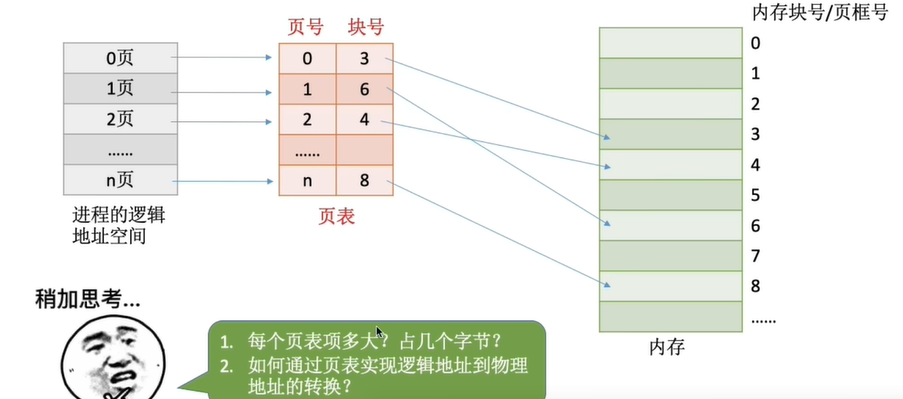 内存块号/页框号
页号 块号
0页
1页
2页
......
n页
进程的逻辑
地址空间
0 3
1 6
2 4
......
n 8
页表
0
1
2
3
4
5
6
7
8
......
内存
稍加思考...
1. 每个页表项多大？占几个字节？
2. 如何通过页表实现逻辑地址到物理
地址的转换？